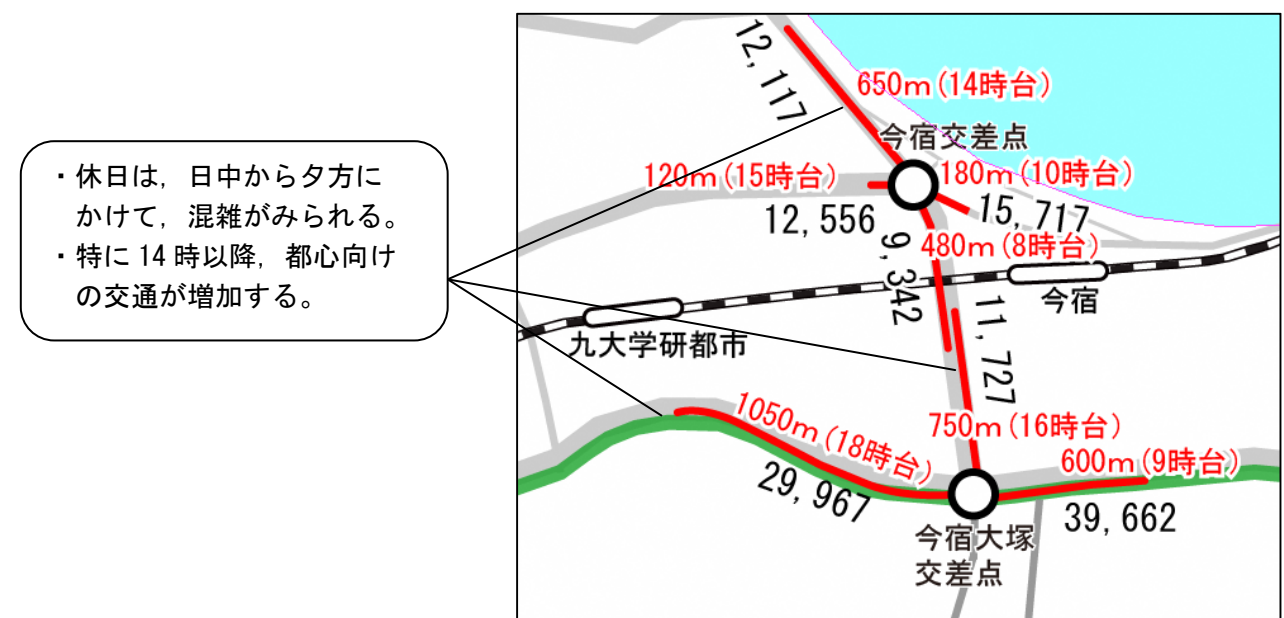 ・休日は，日中から夕方に
かけて，混雑がみられる。
・特に 14 時以降，都心向け
の交通が増加する。
12,117
650m(14時台)
今宿交差点
120m(15時台)
180m(10時台)
12,556
15,717
9,342
480m(8時台)
今宿
九大学研都市
11,727
1050m(18時台)
750m(16時台)
600m(9時台)
29,967
39,662
今宿大塚
交差点